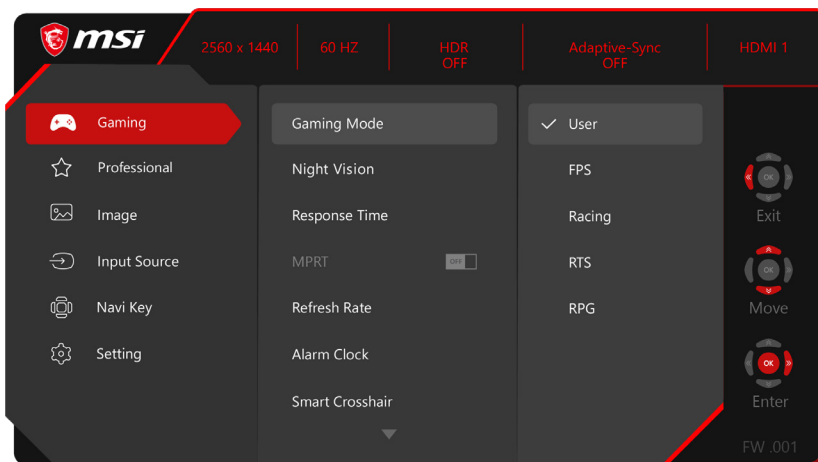 msi
2560 x 1440
60 HZ
HDR
OFF
Adaptive-Sync
OFF
HDMI 1
Gaming
Professional
Image
Input Source
Navi Key
Setting
Gaming Mode
Night Vision
Response Time
MPRT
OFF
Refresh Rate
Alarm Clock
Smart Crosshair
User
FPS
Racing
RTS
RPG
OK
Exit
OK
Move
OK
Enter
FW .001